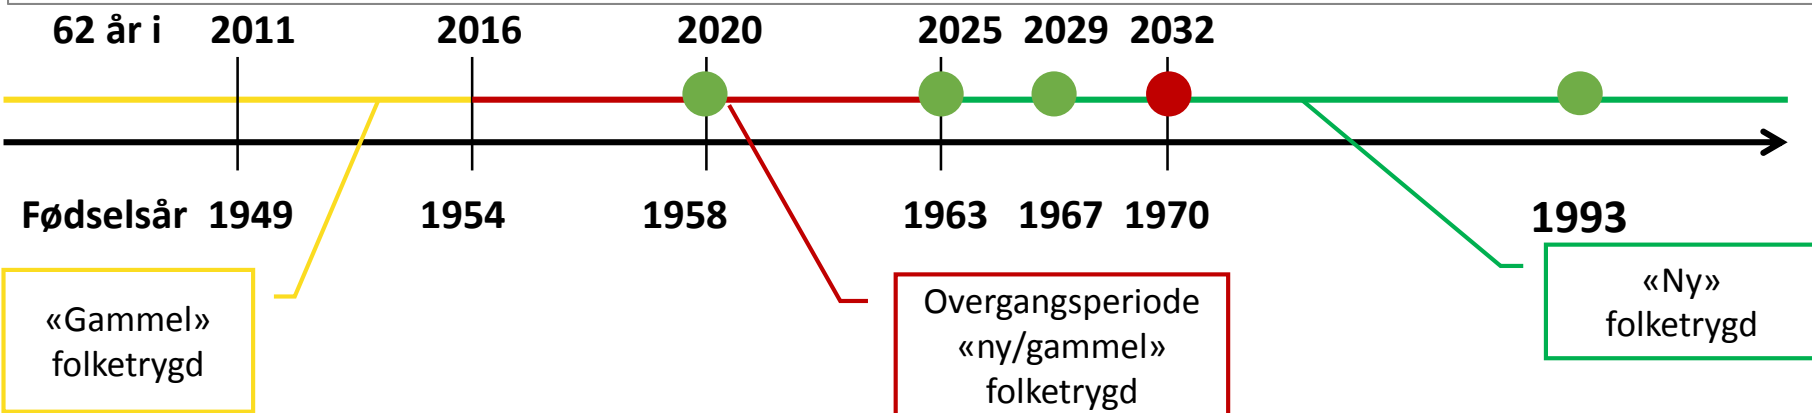 62 år i 2011 2016 2020 2025 2029 2032
Fødselsår 1949 1954 1958 1963 1967 1970 1993
«Gammel»
folketrygd
Overgangsperiode
«ny/gammel»
folketrygd
«Ny»
folketrygd